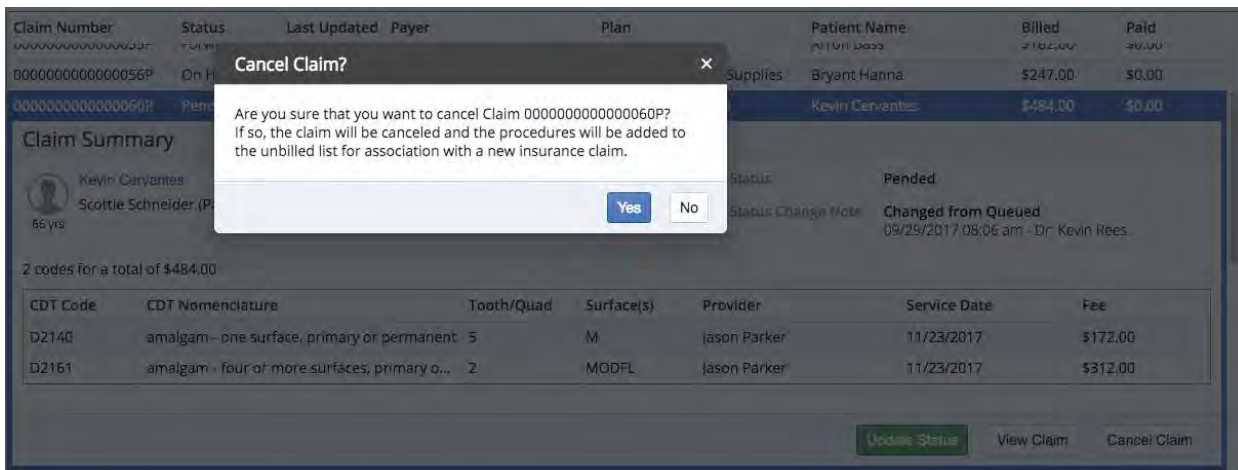 Claim Number Status Last Updated Payer Plan Patient Name Billed Paid
0000000000000056P On H Supplies Bryant Hanna $247.00 $0.00
0000000000000060P Pend Kevin Cervantes $484.00 $0.00
Cancel Claim? ×
Are you sure that you want to cancel Claim 0000000000000060P?
If so, the claim will be canceled and the procedures will be added to
the unbilled list for association with a new insurance claim.
Yes No
Claim Summary
Kevin Cervantes Status Pended
Scottie Schneider (P
66 yrs
Status Change Note Changed from Queued
09/29/2017 08:06 am - Dr. Kevin Rees
2 codes for a total of $484.00
CDT Code CDT Nomenclature Tooth/Quad Surface(s) Provider Service Date Fee
D2140 amalgam - one surface, primary or permanent 5 M Jason Parker 11/23/2017 $172.00
D2161 amalgam - four or more surfaces, primary o... 2 MODFL Jason Parker 11/23/2017 $312.00
Update Status View Claim Cancel Claim